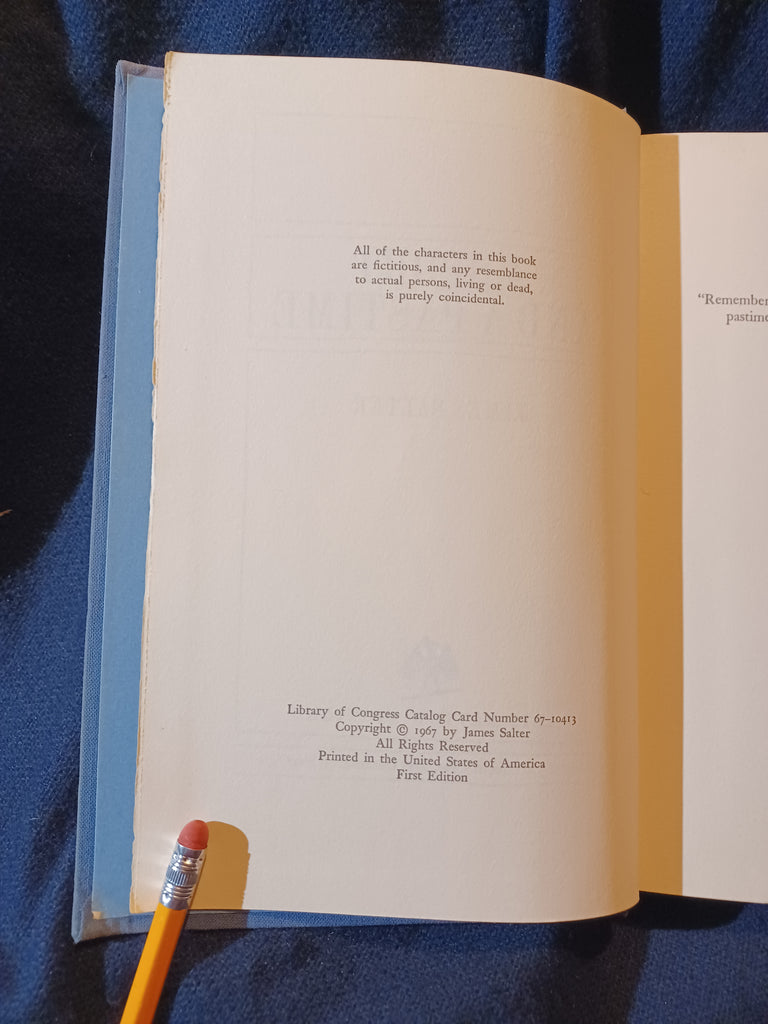 All of the characters in this book
are fictitious, and any resemblance
to actual persons, living or dead,
is purely coincidental.
Library of Congress Catalog Card Number 67–10413
Copyright © 1967 by James Salter
All Rights Reserved
Printed in the United States of America
First Edition
“Remember
pastime